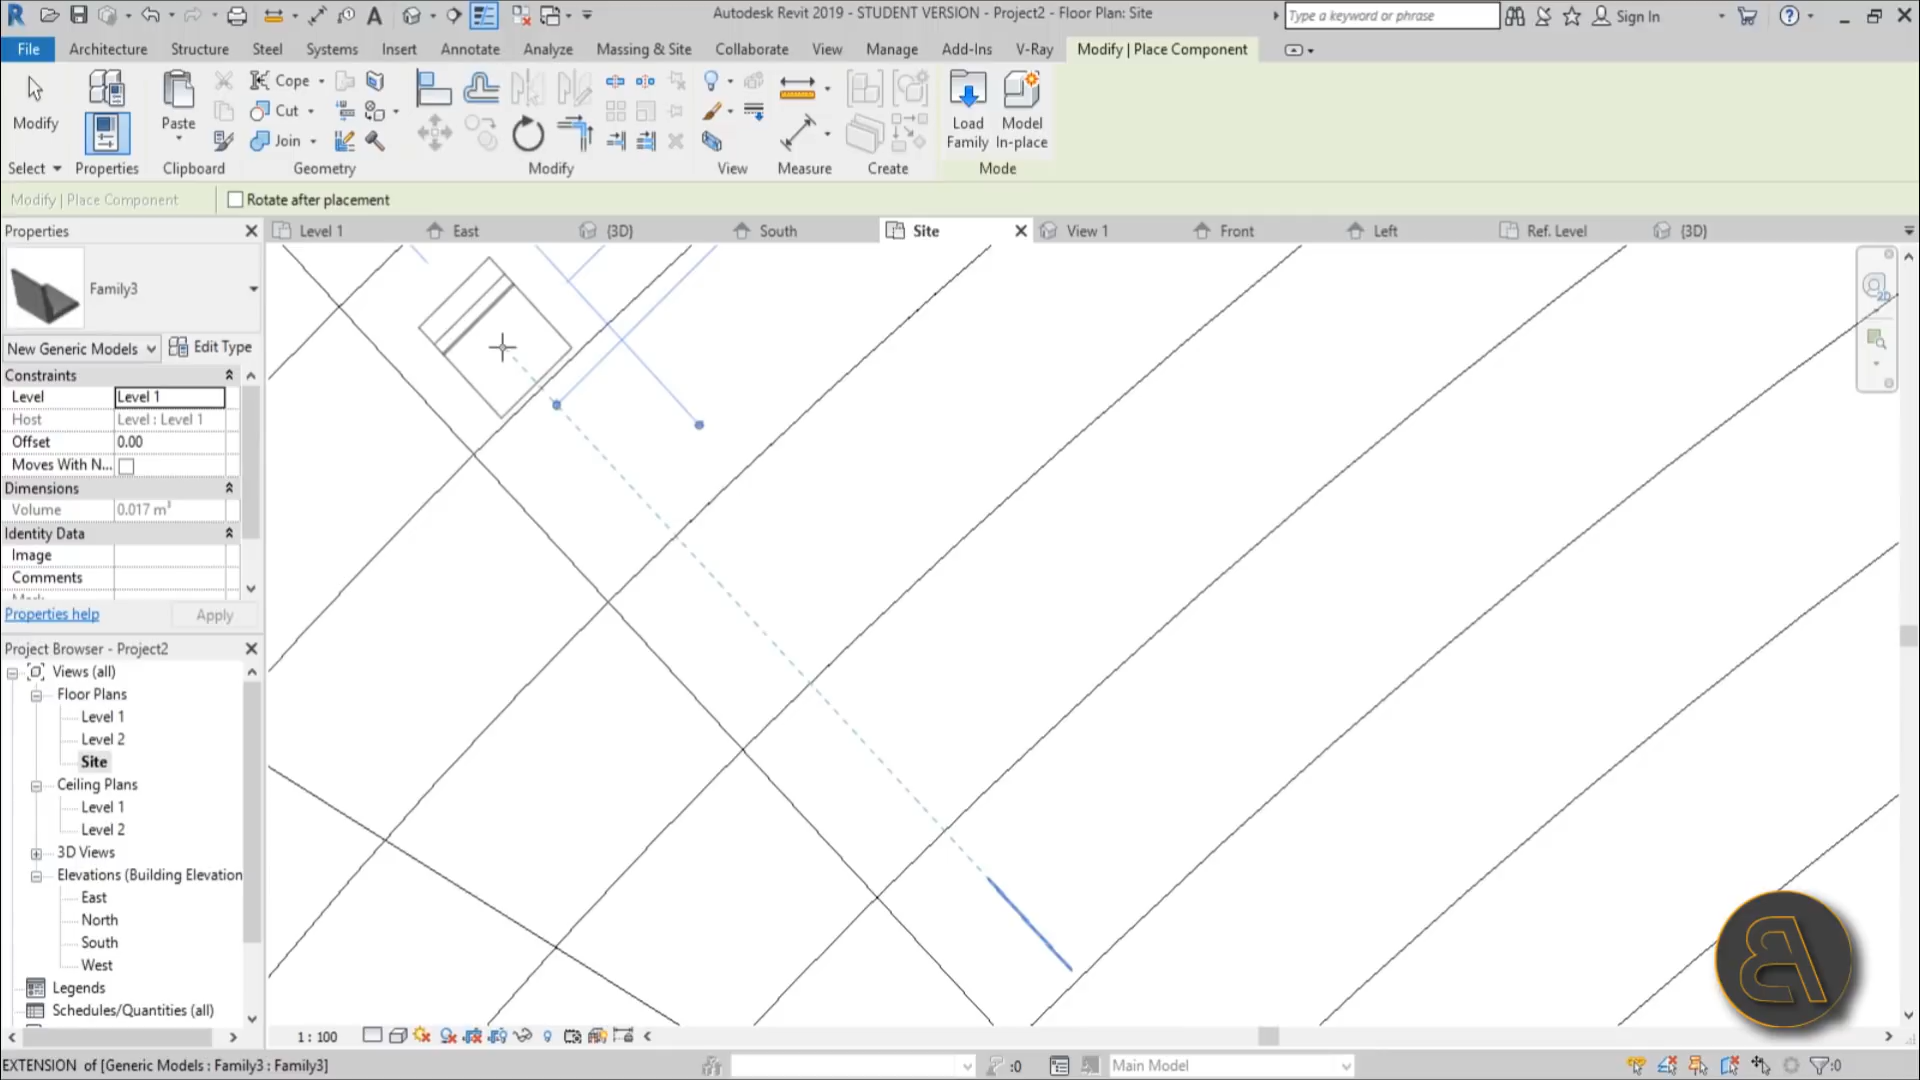 Autodesk Revit 2019 - STUDENT VERSION - Project2 - Floor Plan: Site
Type a keyword or phrase
Sign In
File Architecture Structure Steel Systems Insert Annotate Analyze Massing & Site Collaborate View Manage Add-Ins V-Ray Modify | Place Component
Modify Paste Cope Cut Join Load Family Model In-place
Select Properties Clipboard Geometry Modify View Measure Create Mode
Modify | Place Component Rotate after placement
Properties
Level 1 East {3D} South Site View 1 Front Left Ref. Level {3D}
Family3
New Generic Models Edit Type
Constraints
Level Level 1
Host Level : Level 1
Offset 0.00
Moves With N...
Dimensions
Volume 0.017 m³
Identity Data
Image
Comments
Properties help Apply
Project Browser - Project2
Views (all)
Floor Plans
Level 1
Level 2
Site
Ceiling Plans
Level 1
Level 2
3D Views
Elevations (Building Elevation
East
North
South
West
Legends
Schedules/Quantities (all)
1 : 100
EXTENSION of [Generic Models : Family3 : Family3]
:0
Main Model
:0
2D